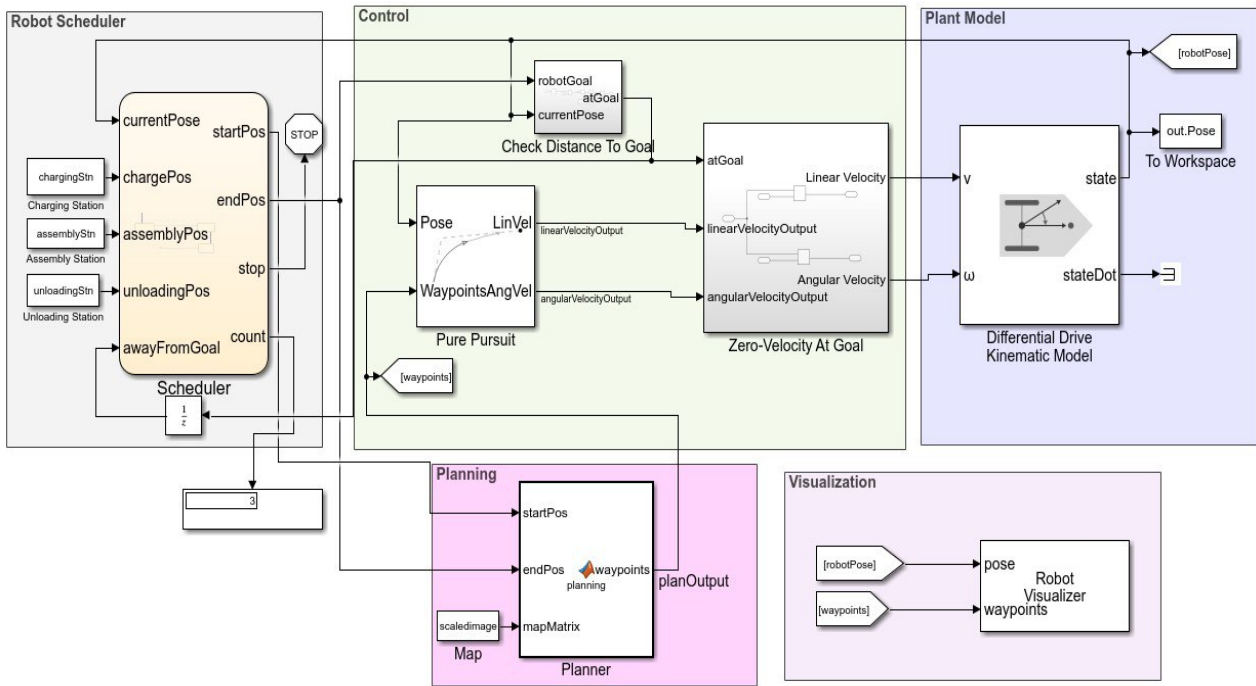 Robot Scheduler
currentPose
startPos
STOP
chargingStn
chargePos
Charging Station
endPos
assemblyStn
assemblyPos
Assembly Station
stop
unloadingStn
unloadingPos
Unloading Station
count
awayFromGoal
Scheduler
1
z
3
Control
robotGoal
atGoal
currentPose
Check Distance To Goal
Pose
LinVel
linearVelocityOutput
Waypoints
AngVel
angularVelocityOutput
Pure Pursuit
[waypoints]
atGoal
Linear Velocity
linearVelocityOutput
Angular Velocity
angularVelocityOutput
Zero-Velocity At Goal
Plant Model
[robotPose]
out.Pose
To Workspace
v
state
ω
stateDot
Differential Drive
Kinematic Model
Planning
startPos
endPos
waypoints
planning
planOutput
scaledimage
mapMatrix
Map
Planner
Visualization
[robotPose]
pose
Robot
Visualizer
[waypoints]
waypoints